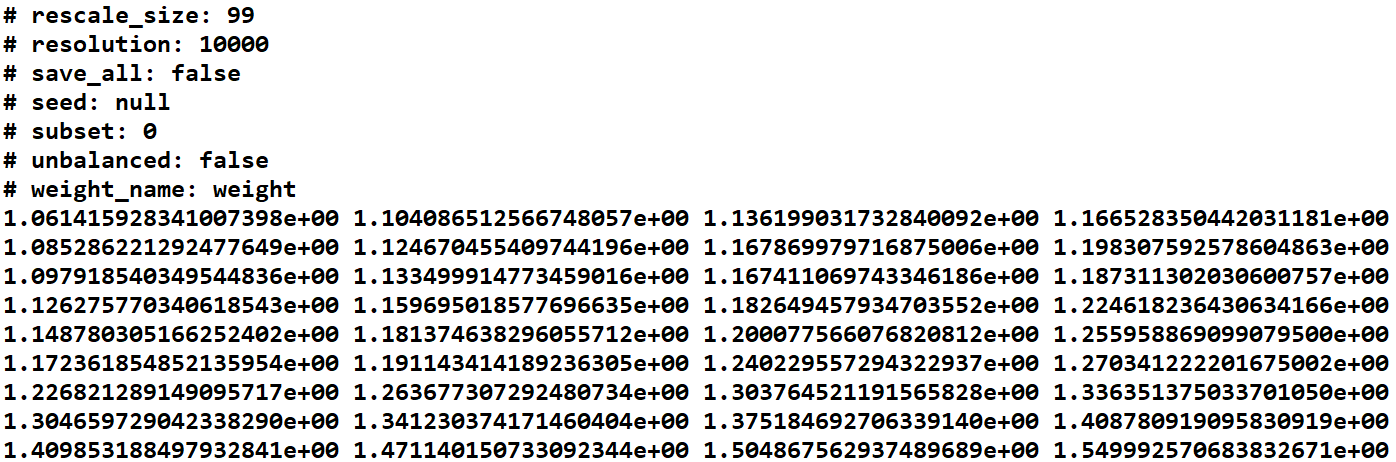 # rescale_size: 99
# resolution: 10000
# save_all: false
# seed: null
# subset: 0
# unbalanced: false
# weight_name: weight
1.061415928341007398e+00 1.104086512566748057e+00 1.136199031732840092e+00 1.166528350442031181e+00
1.085286221292477649e+00 1.124670455409744196e+00 1.167869979716875006e+00 1.198307592578604863e+00
1.097918540349544836e+00 1.133499914773459016e+00 1.167411069743346186e+00 1.187311302030600757e+00
1.126275770340618543e+00 1.159695018577696635e+00 1.182649457934703552e+00 1.224618236430634166e+00
1.148780305166252402e+00 1.181374638296055712e+00 1.200077566076820812e+00 1.255958869099079500e+00
1.172361854852135954e+00 1.191143414189236305e+00 1.240229557294322937e+00 1.270341222201675002e+00
1.226821289149095717e+00 1.263677307292480734e+00 1.303764521191565828e+00 1.336351375033701050e+00
1.304659729042338290e+00 1.341230374171460404e+00 1.375184692706339140e+00 1.408780919095830919e+00
1.409853188497932841e+00 1.471140150733092344e+00 1.504867562937489689e+00 1.549992570683832671e+00